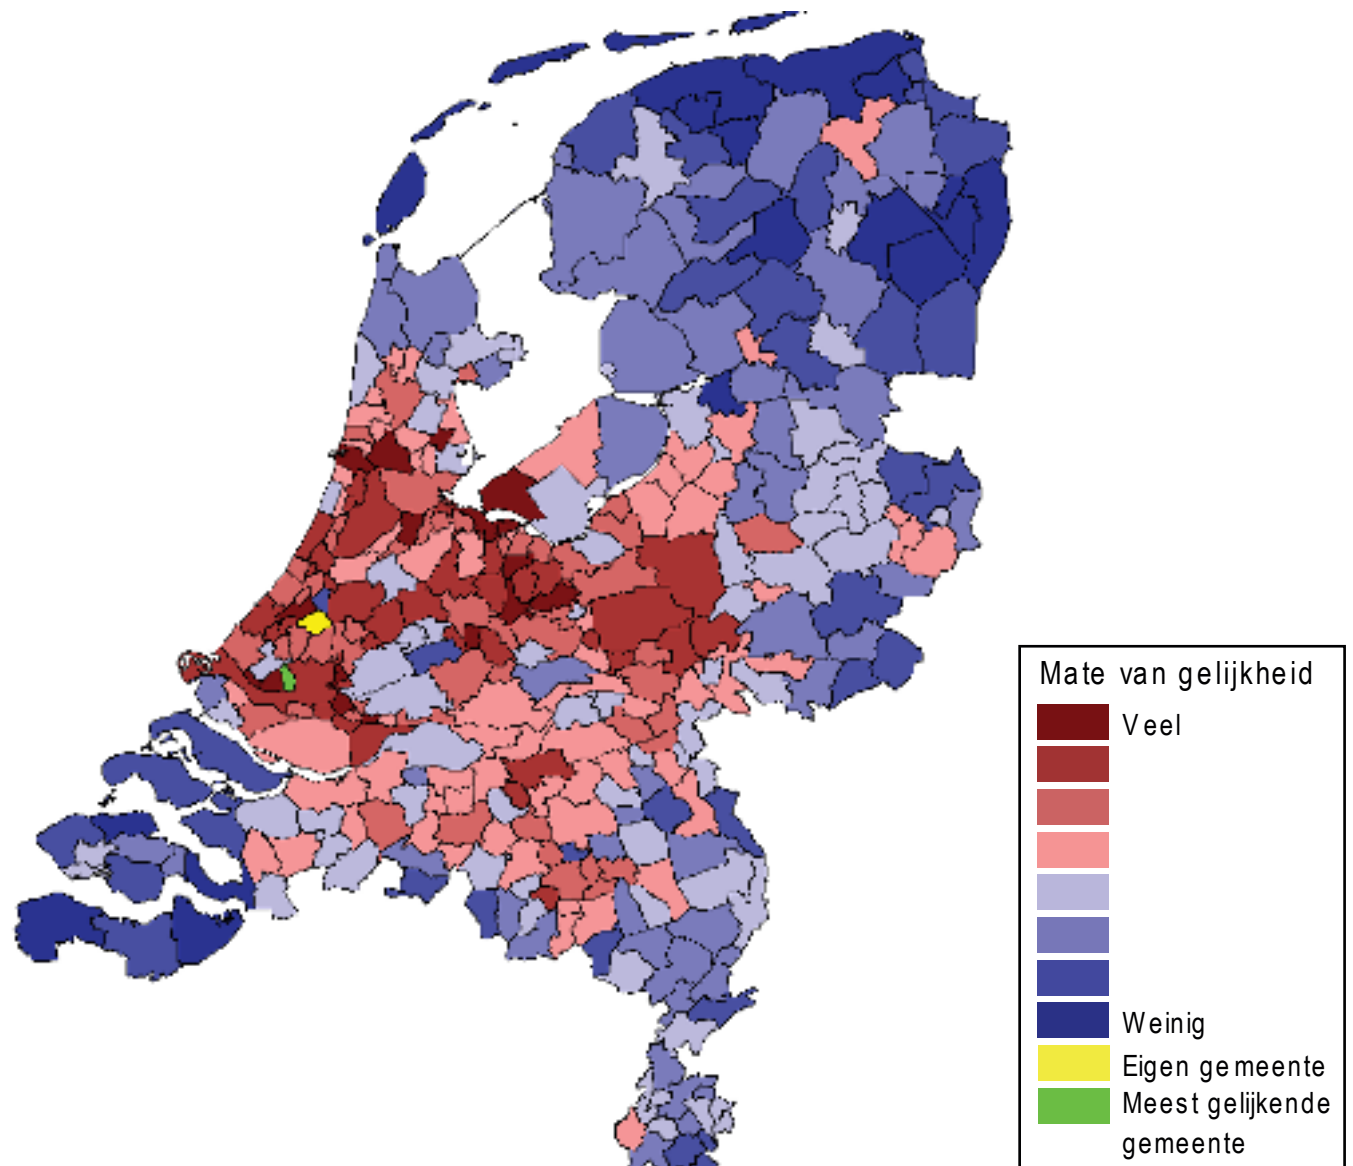 Mate van gelijkheid
Veel
Weinig
Eigen gemeente
Meest gelijkende
gemeente